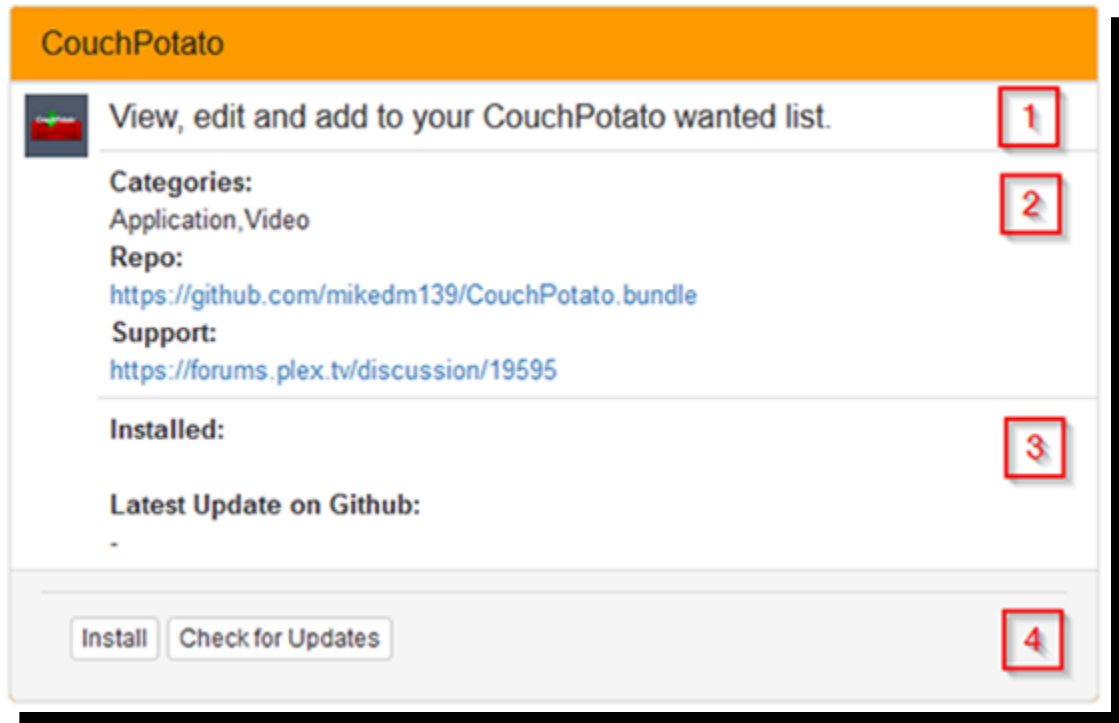 CouchPotato
View, edit and add to your CouchPotato wanted list.
1
Categories:
2
Application,Video
Repo:
https://github.com/mikedm139/CouchPotato.bundle
Support:
https://forums.plex.tv/discussion/19595
Installed:
3
Latest Update on Github:
-
Install
Check for Updates
4